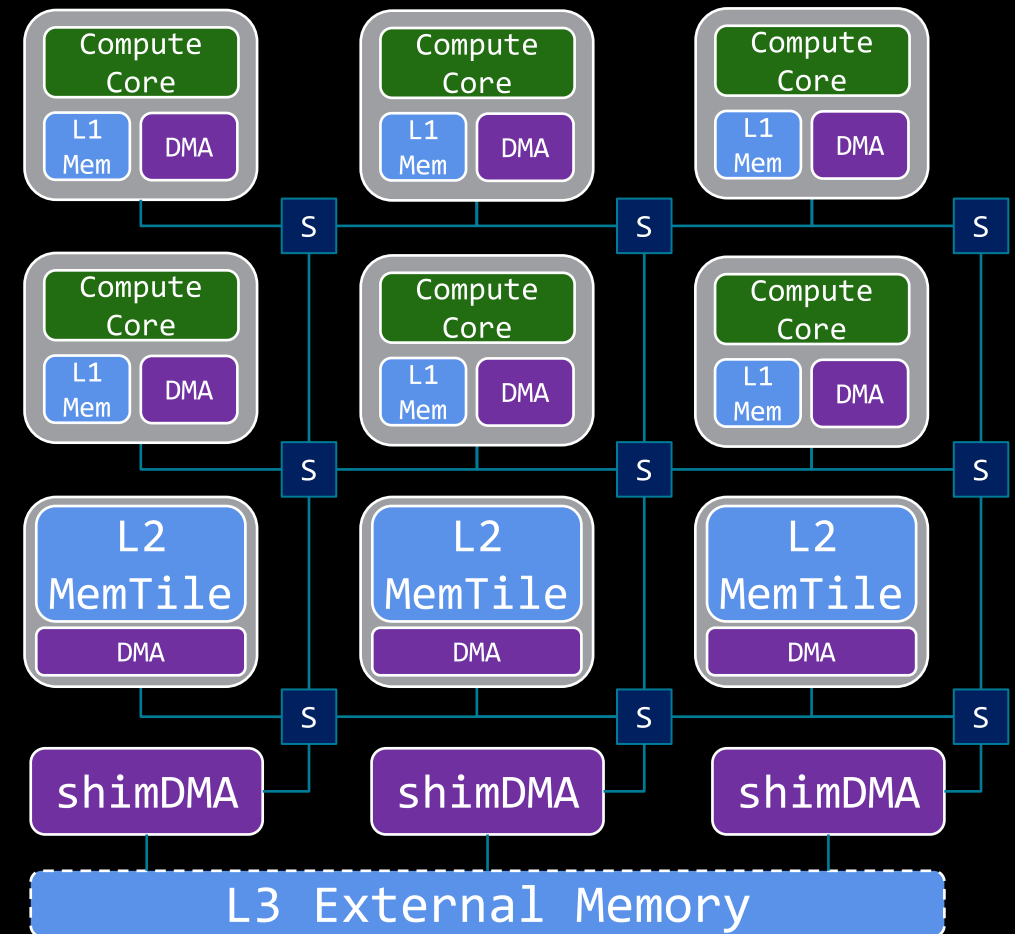 Compute
Core
L1
Mem
DMA
Compute
Core
L1
Mem
DMA
Compute
Core
L1
Mem
DMA
S
S
S
Compute
Core
L1
Mem
DMA
Compute
Core
L1
Mem
DMA
Compute
Core
L1
Mem
DMA
S
S
S
L2
MemTile
DMA
L2
MemTile
DMA
L2
MemTile
DMA
S
S
S
shimDMA
shimDMA
shimDMA
L3 External Memory